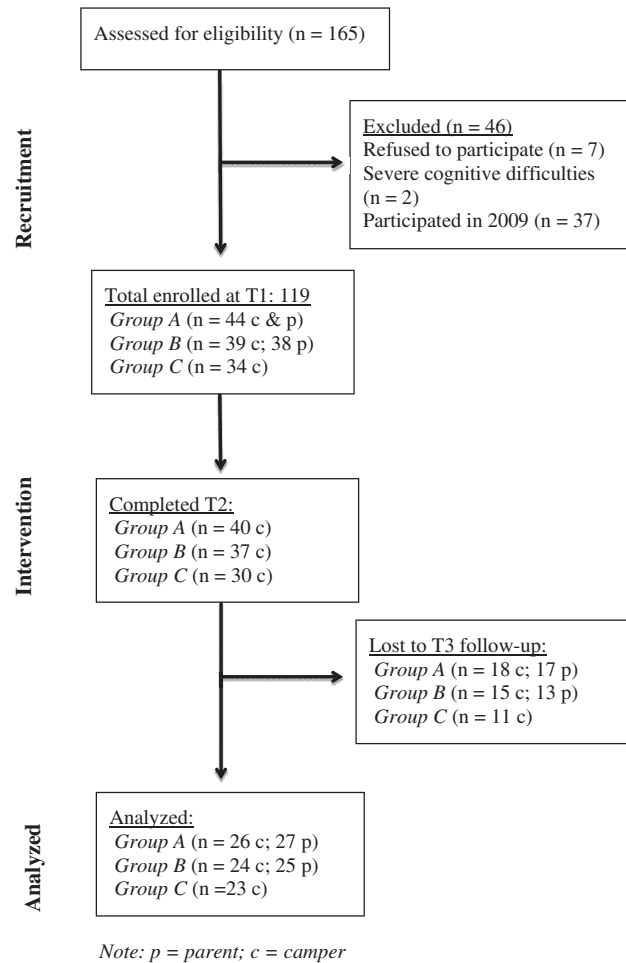 Assessed for eligibility (n = 165)
Recruitment
Excluded (n = 46)
Refused to participate (n = 7)
Severe cognitive difficulties
(n = 2)
Participated in 2009 (n = 37)
Total enrolled at T1: 119
Group A (n = 44 c & p)
Group B (n = 39 c; 38 p)
Group C (n = 34 c)
Intervention
Completed T2:
Group A (n = 40 c)
Group B (n = 37 c)
Group C (n = 30 c)
Lost to T3 follow-up:
Group A (n = 18 c; 17 p)
Group B (n = 15 c; 13 p)
Group C (n = 11 c)
Analyzed
Analyzed:
Group A (n = 26 c; 27 p)
Group B (n = 24 c; 25 p)
Group C (n =23 c)
Note: p = parent; c = camper